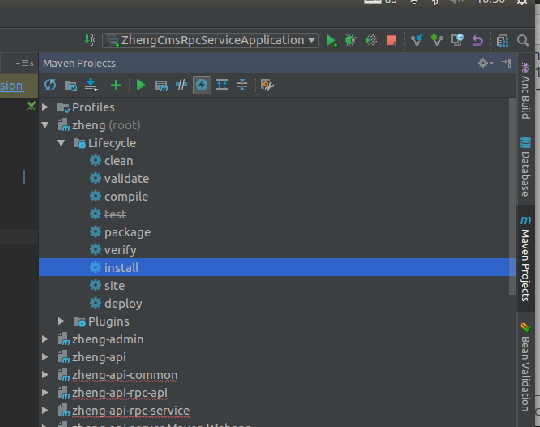 ZhengCmsRpcServiceApplication
Maven Projects
sion
Profiles
zheng (root)
Lifecycle
clean
validate
compile
test
package
verify
install
site
deploy
Plugins
zheng-admin
zheng-api
zheng-api-common
zheng-api-rpc-api
zheng-api-rpc-service
Ant Build
Database
Maven Projects
Bean Validation